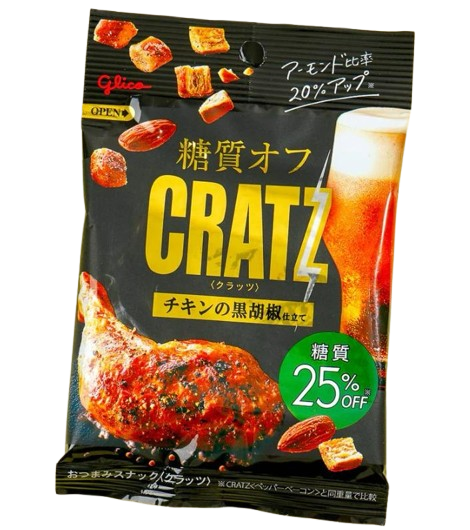 Glico
アーモンド比率
20%アップ※
OPEN
糖質オフ
CRATZ
〈クラッツ〉
チキンの黒胡椒仕立て
糖質
25%※
OFF
おつまみスナック〈クラッツ〉
※CRATZ<ペッパーベーコン>と同重量で比較